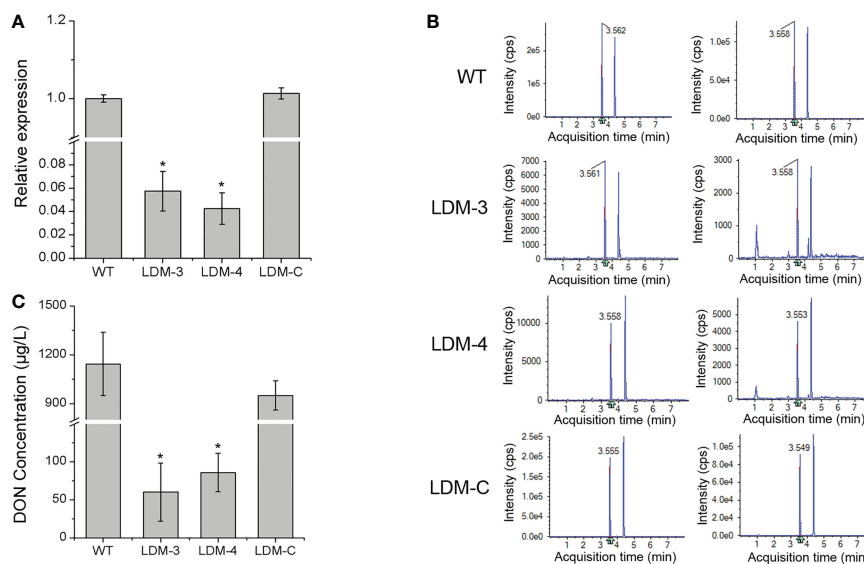 A
1.2
1.0
0.08
0.06
0.04
0.02
0.00
Relative expression
* *
WT LDM-3 LDM-4 LDM-C
C
1500
1200
900
100
50
0
DON Concentration (µg/L)
* *
WT LDM-3 LDM-4 LDM-C
B
WT
Intensity (cps)
2e5
1e5
0e0
3.562
1 2 3 4 5 6 7
Acquisition time (min)
Intensity (cps)
1.0e5
5.0e4
0.0e0
3.558
1 2 3 4 5 6 7
Acquisition time (min)
LDM-3
Intensity (cps)
7000
6000
5000
4000
3000
2000
1000
0
3.561
1 2 3 4 5 6 7
Acquisition time (min)
Intensity (cps)
3000
2500
2000
1500
1000
500
0
3.558
1 2 3 4 5 6 7
Acquisition time (min)
LDM-4
Intensity (cps)
10000
5000
0
3.558
1 2 3 4 5 6 7
Acquisition time (min)
Intensity (cps)
5000
4000
3000
2000
1000
0
3.553
1 2 3 4 5 6 7
Acquisition time (min)
LDM-C
Intensity (cps)
2.5e5
2.0e5
1.5e5
1.0e5
5.0e4
0.0e0
3.555
1 2 3 4 5 6 7
Acquisition time (min)
Intensity (cps)
1.0e5
8.0e4
6.0e4
4.0e4
2.0e4
0.0e0
3.549
1 2 3 4 5 6 7
Acquisition time (min)